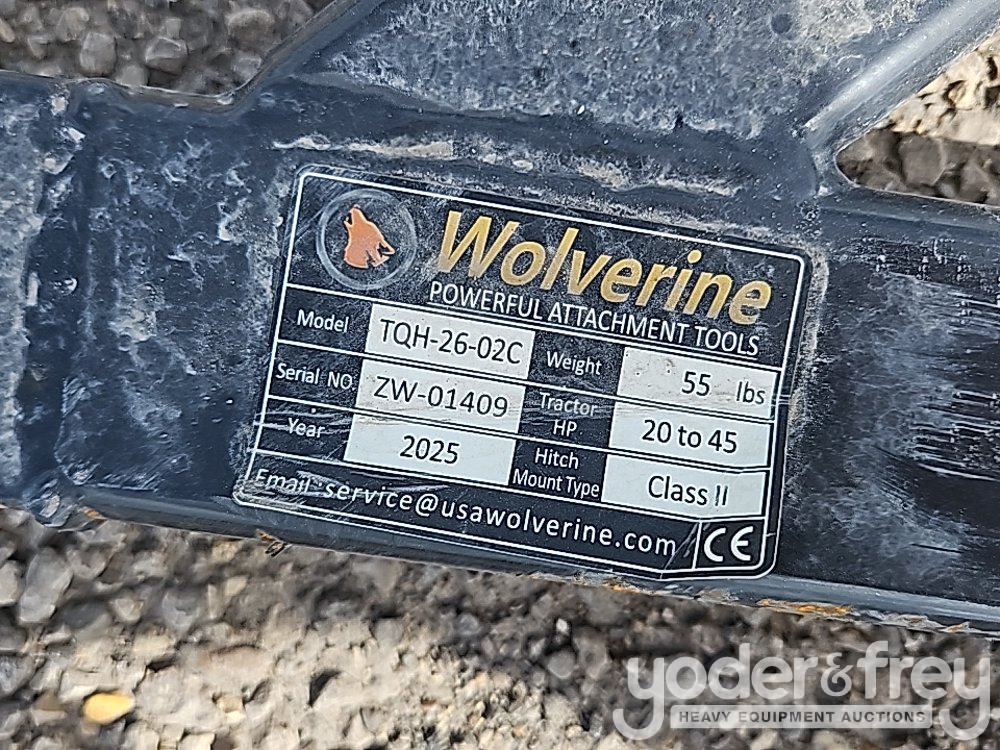 Wolverine
POWERFUL ATTACHMENT TOOLS
Model TQH-26-02C Weight 55 lbs
Serial NO. ZW-01409 Tractor HP 20 to 45
Year 2025 Hitch Mount Type Class II
Email: service@usawolverine.com CE
yoder&frey
HEAVY EQUIPMENT AUCTIONS